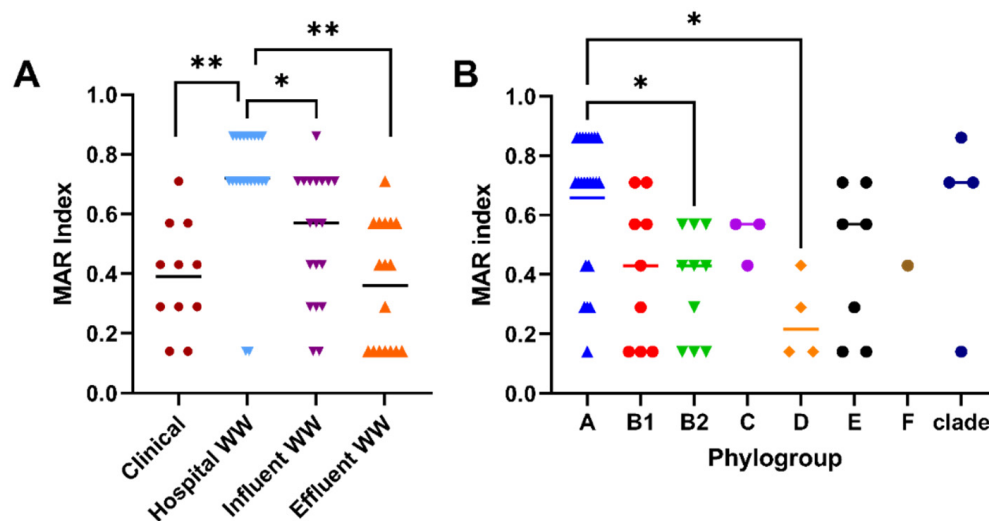 A
**
**
*
MAR Index
1.0
0.8
0.6
0.4
0.2
0.0
Clinical
Hospital WW
Influent WW
Effluent WW
B
*
*
MAR index
1.0
0.8
0.6
0.4
0.2
0.0
A B1 B2 C D E F clade
Phylogroup